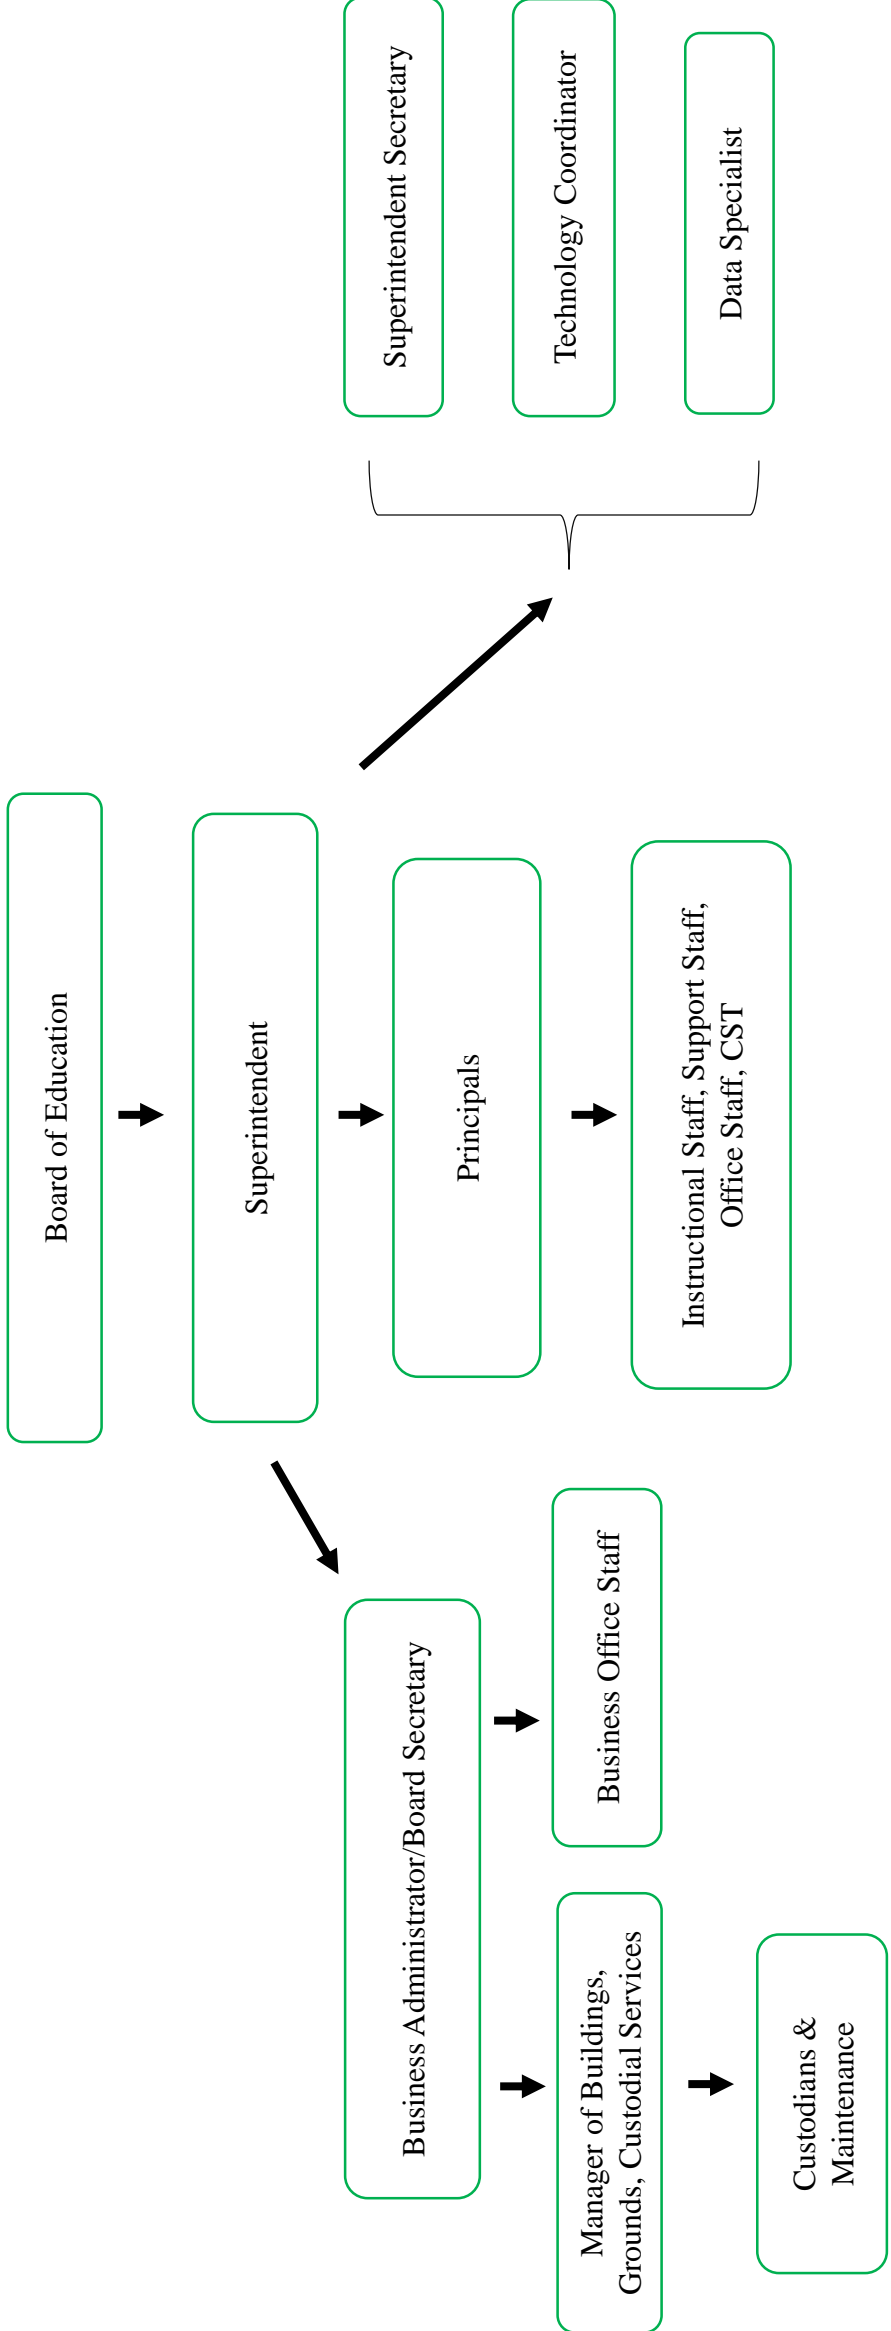 Board of Education
Superintendent
Business Administrator/Board Secretary
Principals
Superintendent Secretary
Technology Coordinator
Data Specialist
Manager of Buildings,
Grounds, Custodial Services
Business Office Staff
Instructional Staff, Support Staff,
Office Staff, CST
Custodians &
Maintenance